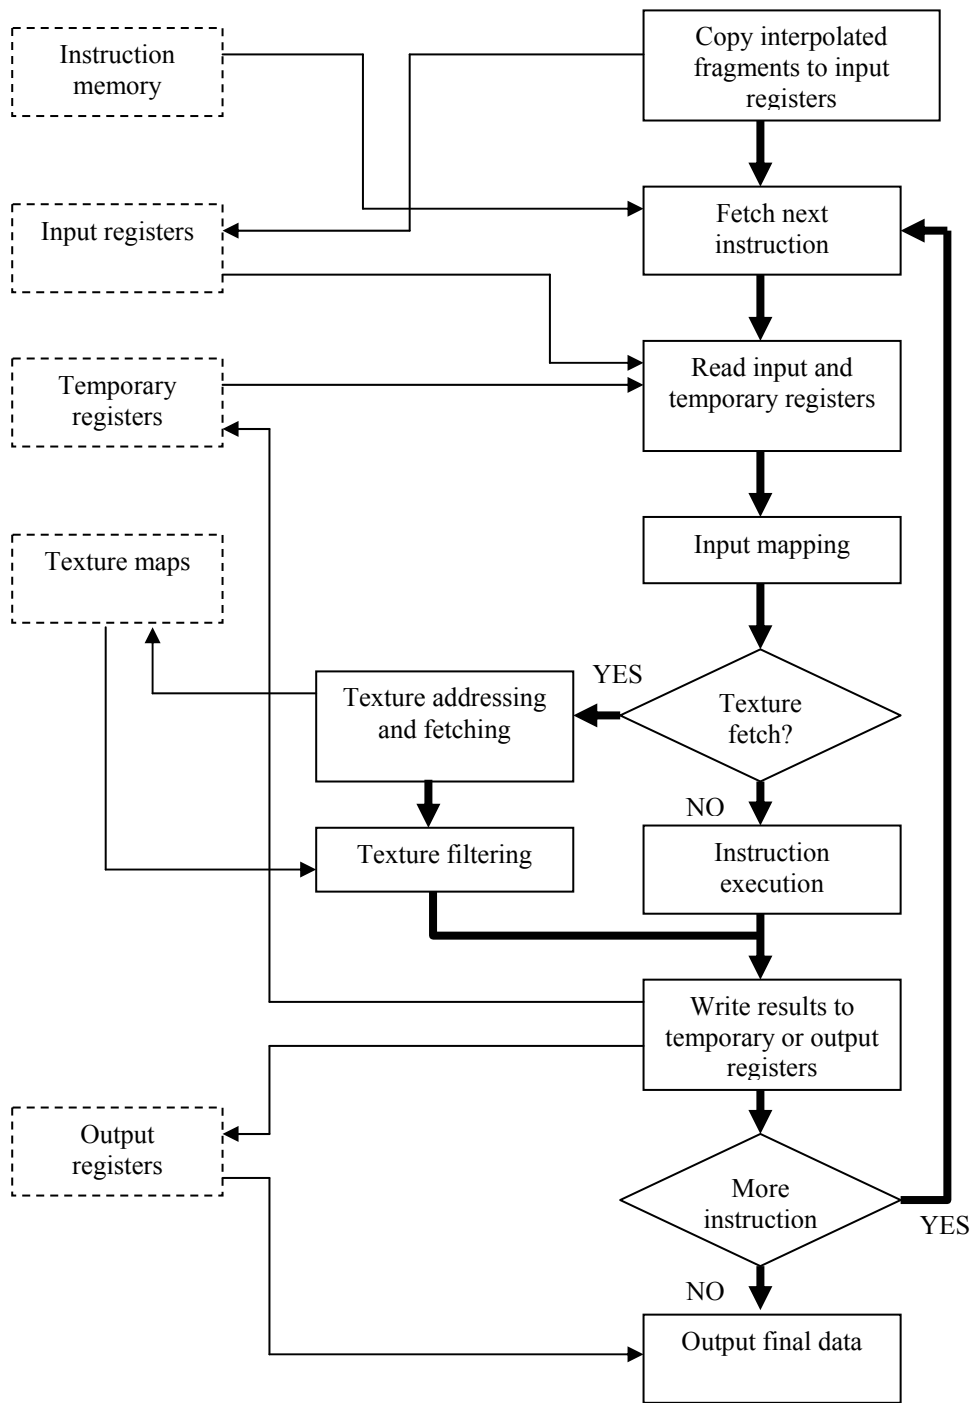 Instruction
memory
Copy interpolated
fragments to input
registers
Input registers
Fetch next
instruction
Temporary
registers
Read input and
temporary registers
Input mapping
Texture maps
YES
Texture
fetch?
Texture addressing
and fetching
NO
Texture filtering
Instruction
execution
Write results to
temporary or output
registers
Output
registers
More
instruction
YES
NO
Output final data